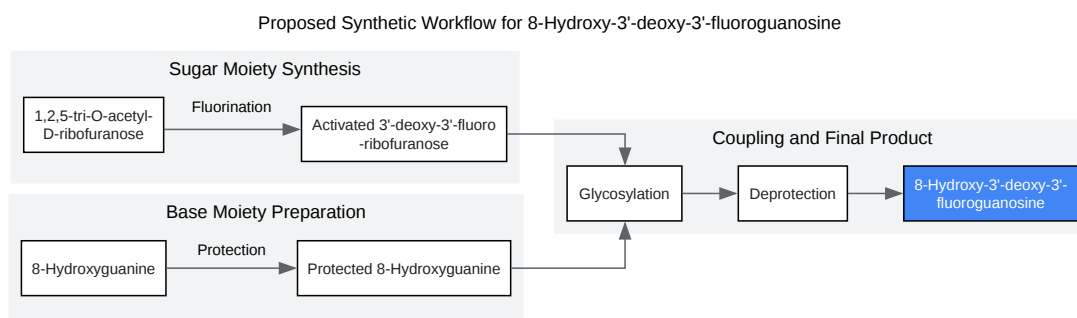 Proposed Synthetic Workflow for 8-Hydroxy-3'-deoxy-3'-fluoroguanosine
Sugar Moiety Synthesis
1,2,5-tri-O-acetyl-
D-ribofuranose
Fluorination
Activated 3'-deoxy-3'-fluoro
-ribofuranose
Base Moiety Preparation
8-Hydroxyguanine
Protection
Protected 8-Hydroxyguanine
Coupling and Final Product
Glycosylation
Deprotection
8-Hydroxy-3'-deoxy-3'-
fluoroguanosine